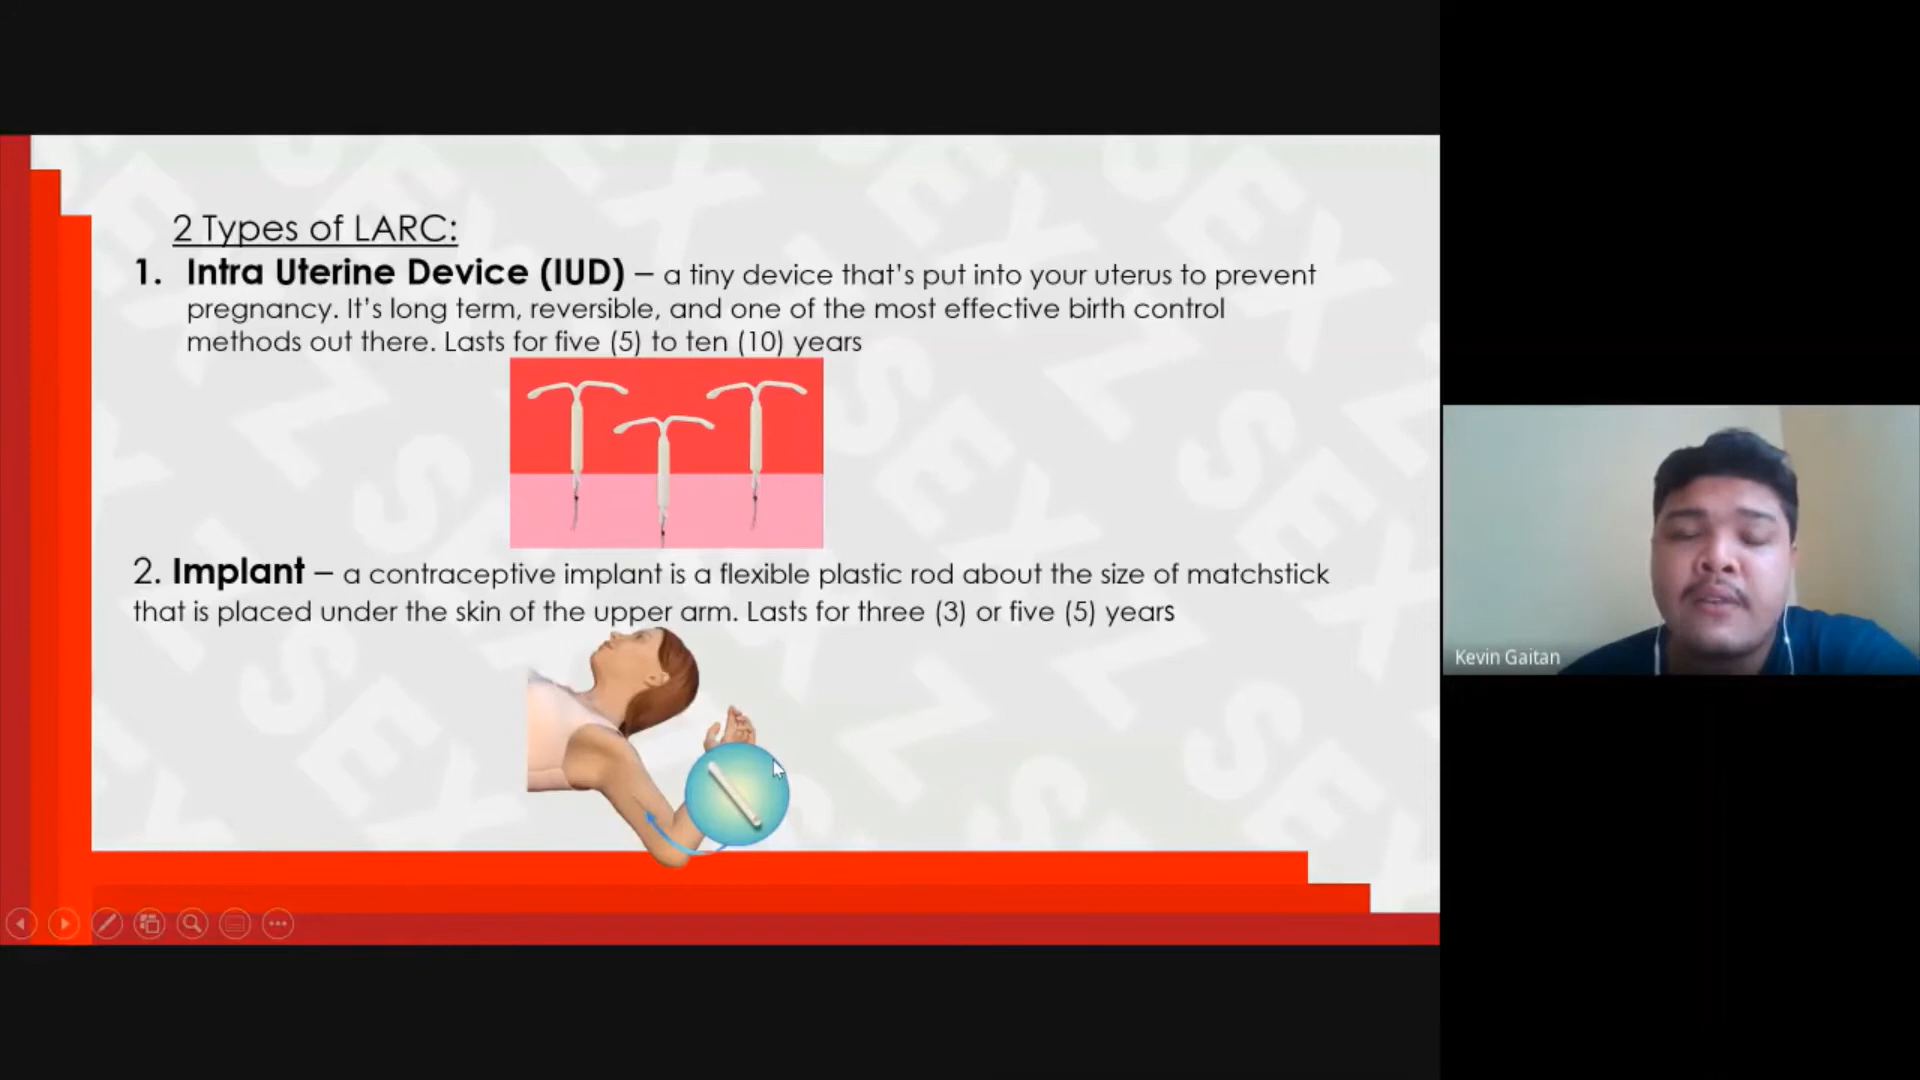 2 Types of LARC:
1. Intra Uterine Device (IUD) – a tiny device that's put into your uterus to prevent
pregnancy. It's long term, reversible, and one of the most effective birth control
methods out there. Lasts for five (5) to ten (10) years
2. Implant – a contraceptive implant is a flexible plastic rod about the size of matchstick
that is placed under the skin of the upper arm. Lasts for three (3) or five (5) years
Kevin Gaitan